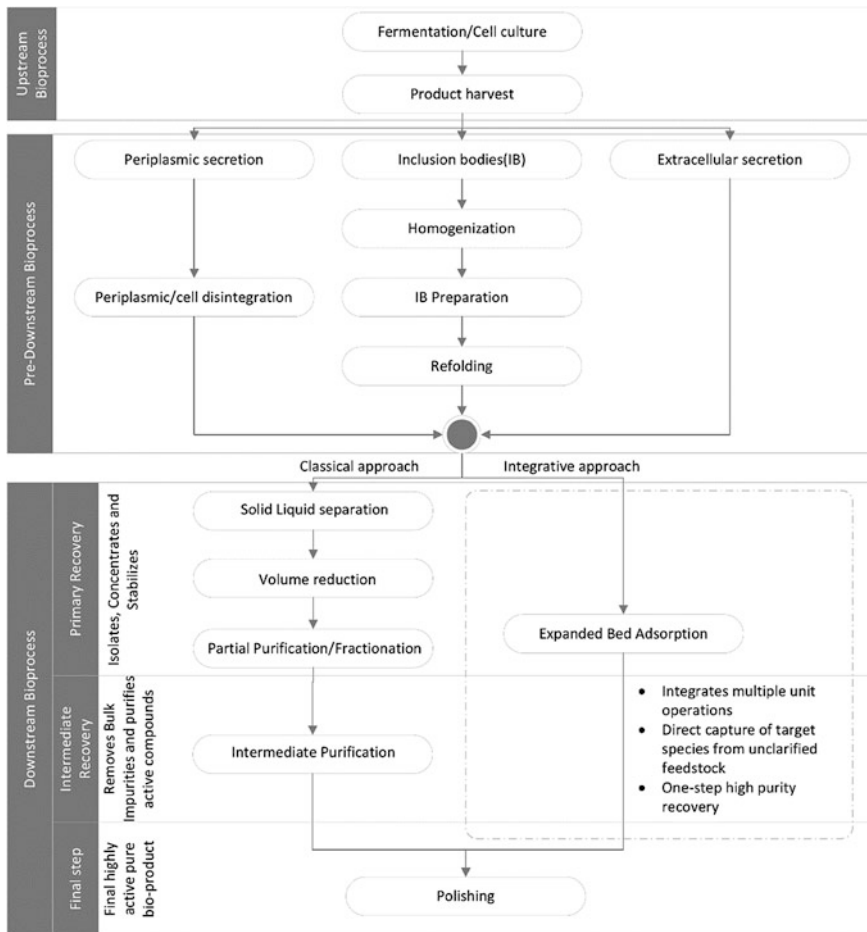 Upstream
Bioprocess
Fermentation/Cell culture
Product harvest
Pre-Downstream Bioprocess
Periplasmic secretion
Inclusion bodies(IB)
Extracellular secretion
Homogenization
Periplasmic/cell disintegration
IB Preparation
Refolding
Classical approach
Integrative approach
Downstream Bioprocess
Primary Recovery
Isolates, Concentrates and
Stabilizes
Solid Liquid separation
Volume reduction
Partial Purification/Fractionation
Expanded Bed Adsorption
Intermediate
Recovery
Removes Bulk
Impurities and purifies
active compounds
Intermediate Purification
• Integrates multiple unit
operations
• Direct capture of target
species from unclarified
feedstock
• One-step high purity
recovery
Final step
Final highly
active pure
bio-product
Polishing